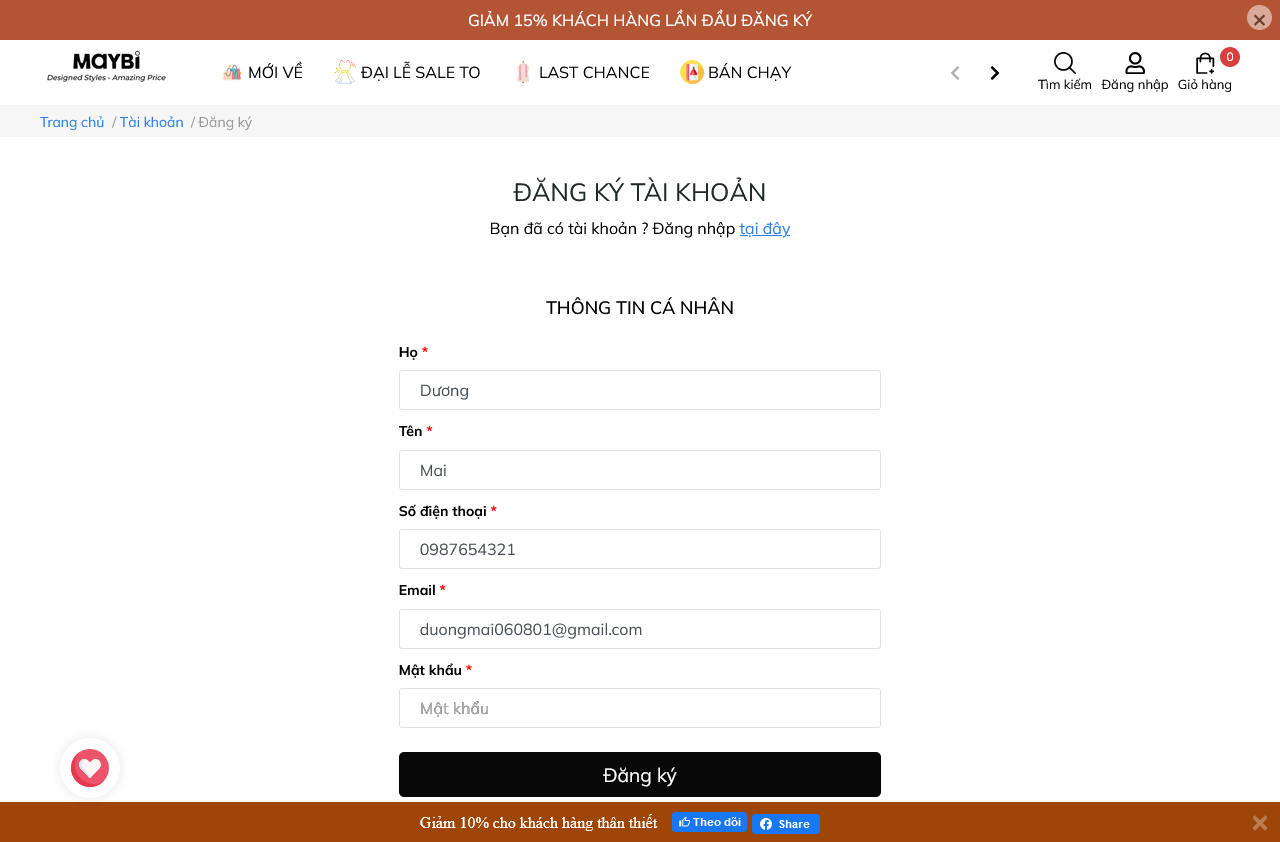 GIẢM 15% KHÁCH HÀNG LẦN ĐẦU ĐĂNG KÝ
MAYBI
Designed Styles - Amazing Price
MỚI VỀ
ĐẠI LỄ SALE TO
LAST CHANCE
BÁN CHẠY
Tìm kiếm
Đăng nhập
Giỏ hàng
0
Trang chủ / Tài khoản / Đăng ký
ĐĂNG KÝ TÀI KHOẢN
Bạn đã có tài khoản ? Đăng nhập tại đây
THÔNG TIN CÁ NHÂN
Họ *
Dương
Tên *
Mai
Số điện thoại *
0987654321
Email *
duongmai060801@gmail.com
Mật khẩu *
Mật khẩu
Đăng ký
Giảm 10% cho khách hàng thân thiết
Theo dõi
Share